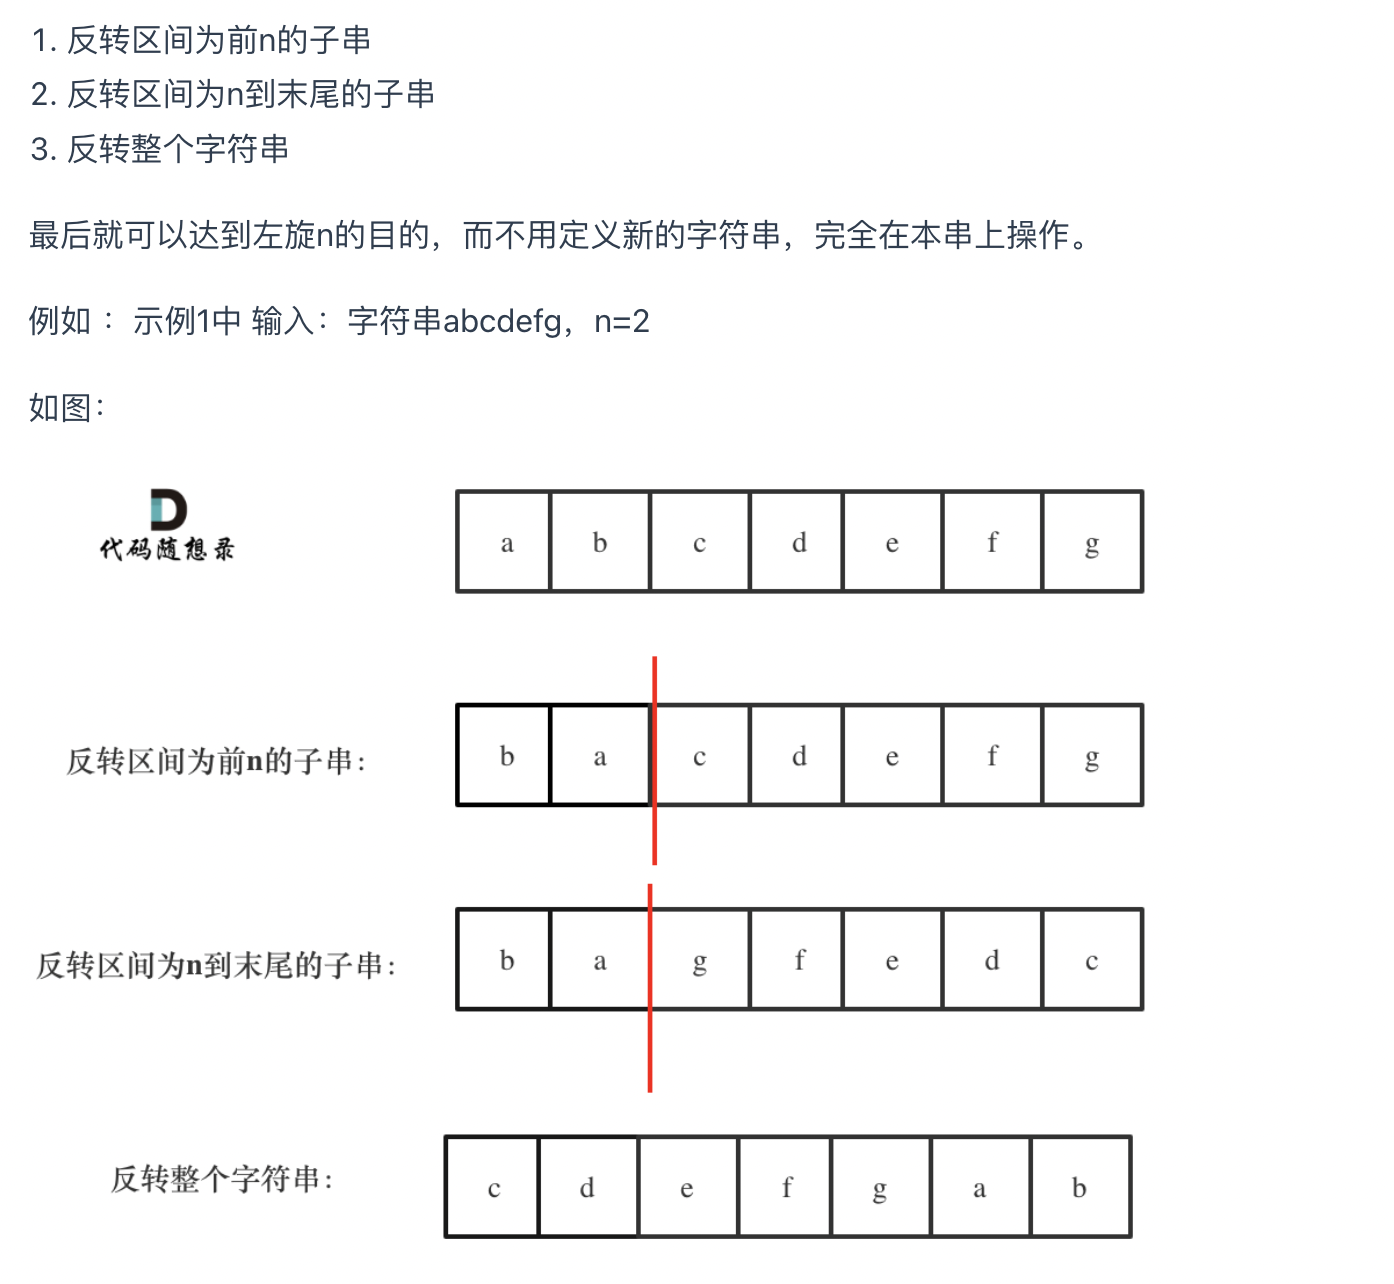 1. 反转区间为前n的子串
2. 反转区间为n到末尾的子串
3. 反转整个字符串
最后就可以达到左旋n的目的，而不用定义新的字符串，完全在本串上操作。
例如 ：示例1中 输入：字符串abcdefg，n=2
如图：
代码随想录
a b c d e f g
反转区间为前n的子串：
b a c d e f g
反转区间为n到末尾的子串：
b a g f e d c
反转整个字符串：
c d e f g a b